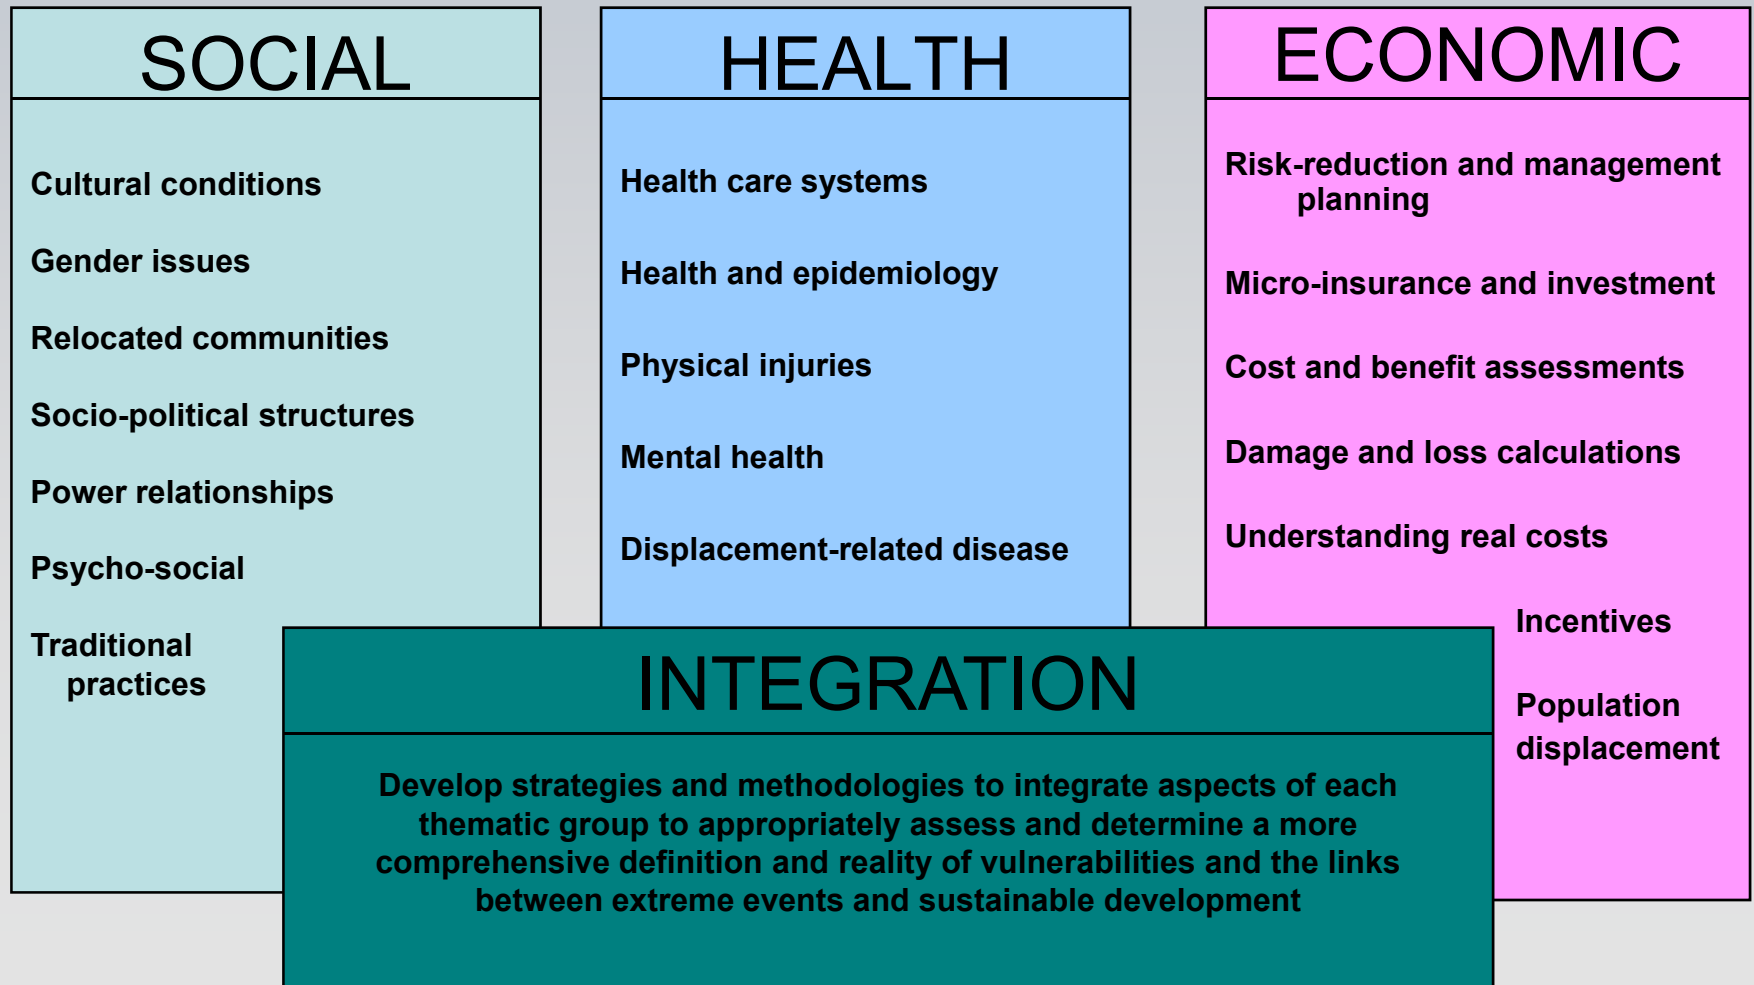 SOCIAL
Cultural conditions
Gender issues
Relocated communities
Socio-political structures
Power relationships
Psycho-social
Traditional
practices
HEALTH
Health care systems
Health and epidemiology
Physical injuries
Mental health
Displacement-related disease
ECONOMIC
Risk-reduction and management
planning
Micro-insurance and investment
Cost and benefit assessments
Damage and loss calculations
Understanding real costs
Incentives
Population
displacement
INTEGRATION
Develop strategies and methodologies to integrate aspects of each
thematic group to appropriately assess and determine a more
comprehensive definition and reality of vulnerabilities and the links
between extreme events and sustainable development